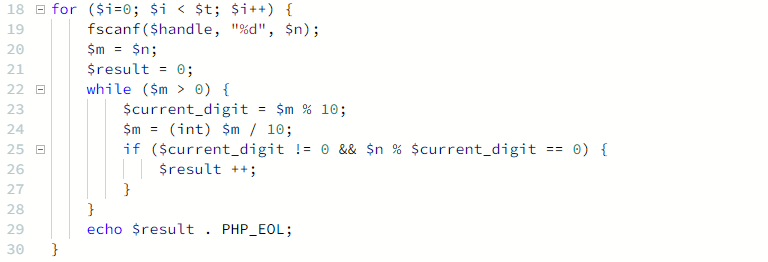 18 for ($i=0; $i < $t; $i++) {
19     fscanf($handle, "%d", $n);
20     $m = $n;
21     $result = 0;
22     while ($m > 0) {
23         $current_digit = $m % 10;
24         $m = (int) $m / 10;
25         if ($current_digit != 0 && $n % $current_digit == 0) {
26             $result ++;
27         }
28     }
29     echo $result . PHP_EOL;
30 }